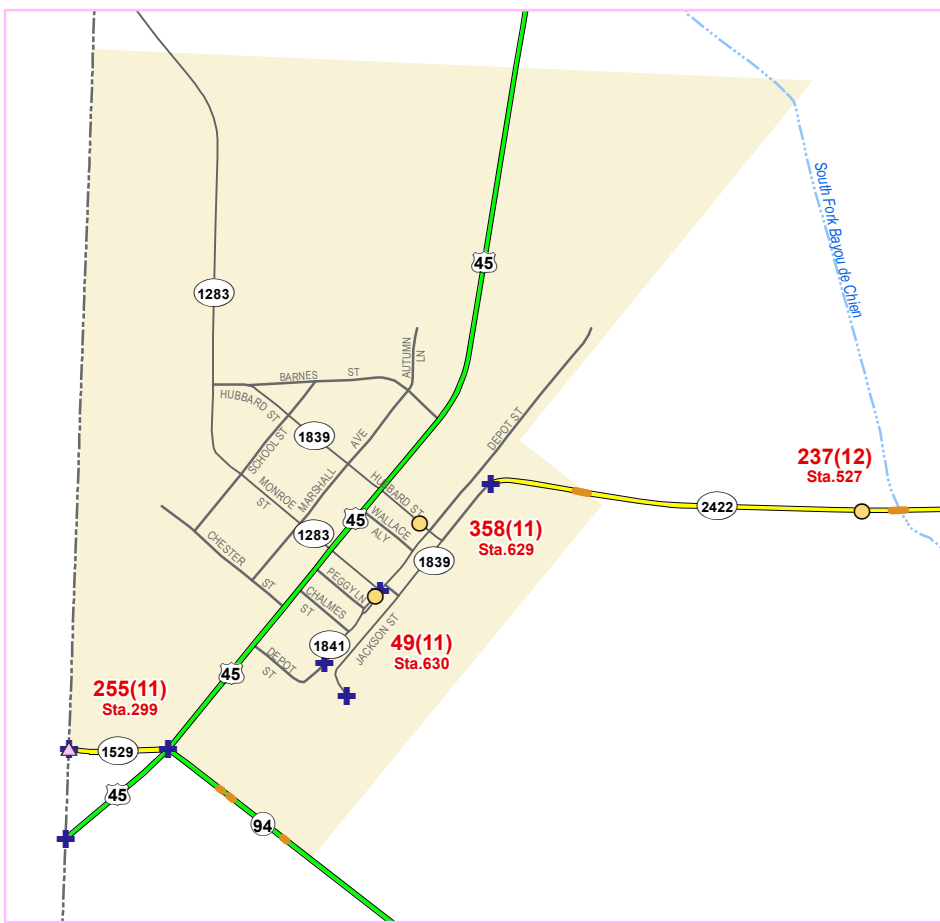 South Fork Bayou de Chien
45
1283
AUTUMN
LN
BARNES ST
HUBBARD ST
DEPOT ST
1839
SCHOOL ST
MARSHALL AVE
237(12)
Sta.527
MONROE
ST
HUBBARD ST
2422
45
WALLACE
ALY
358(11)
Sta.629
1283
CHESTER
ST
1839
PEGGY LN
CHALMES
ST
1841
JACKSON ST
49(11)
Sta.630
DEPOT
ST
45
255(11)
Sta.299
1529
45
94